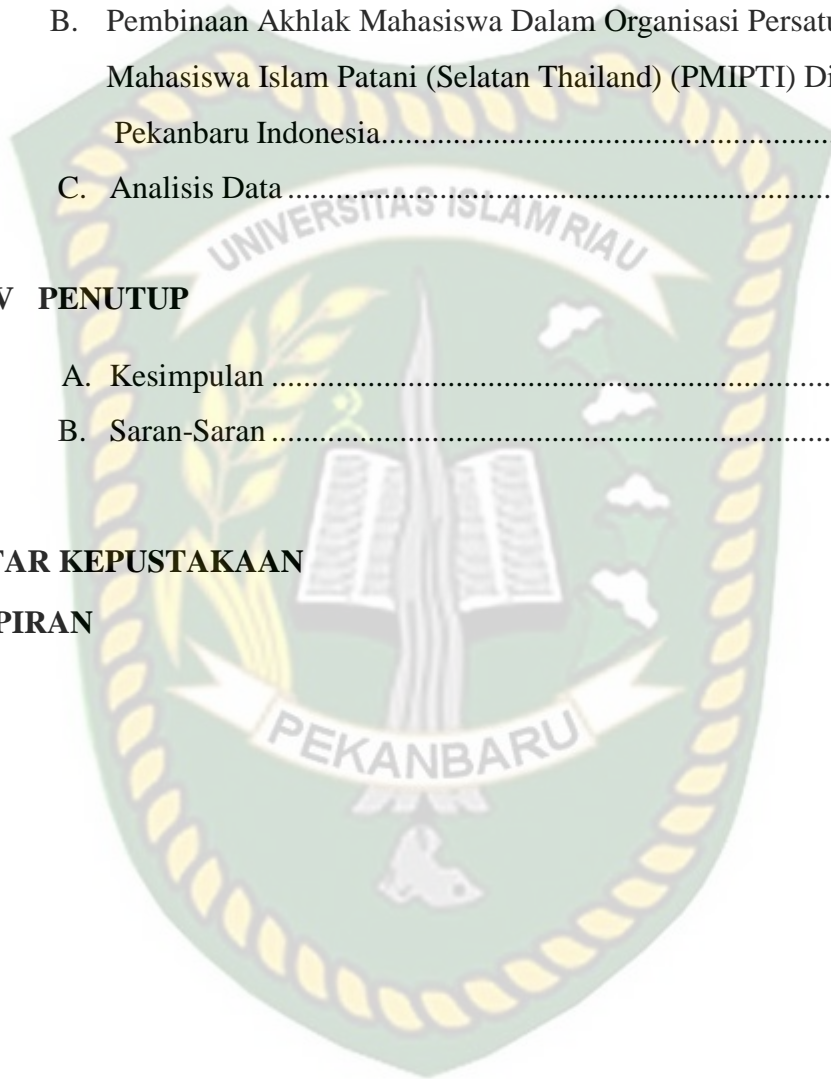 B. Pembinaan Akhlak Mahasiswa Dalam Organisasi Persatu
Mahasiswa Islam Patani (Selatan Thailand) (PMIPTI) Di
Pekanbaru Indonesia.......................................................
C. Analisis Data ...................................................................
UNIVERSITAS ISLAM RIAU
V PENUTUP
A. Kesimpulan .....................................................................
B. Saran-Saran .....................................................................
TAR KEPUSTAKAAN
PIRAN
PEKANBARU